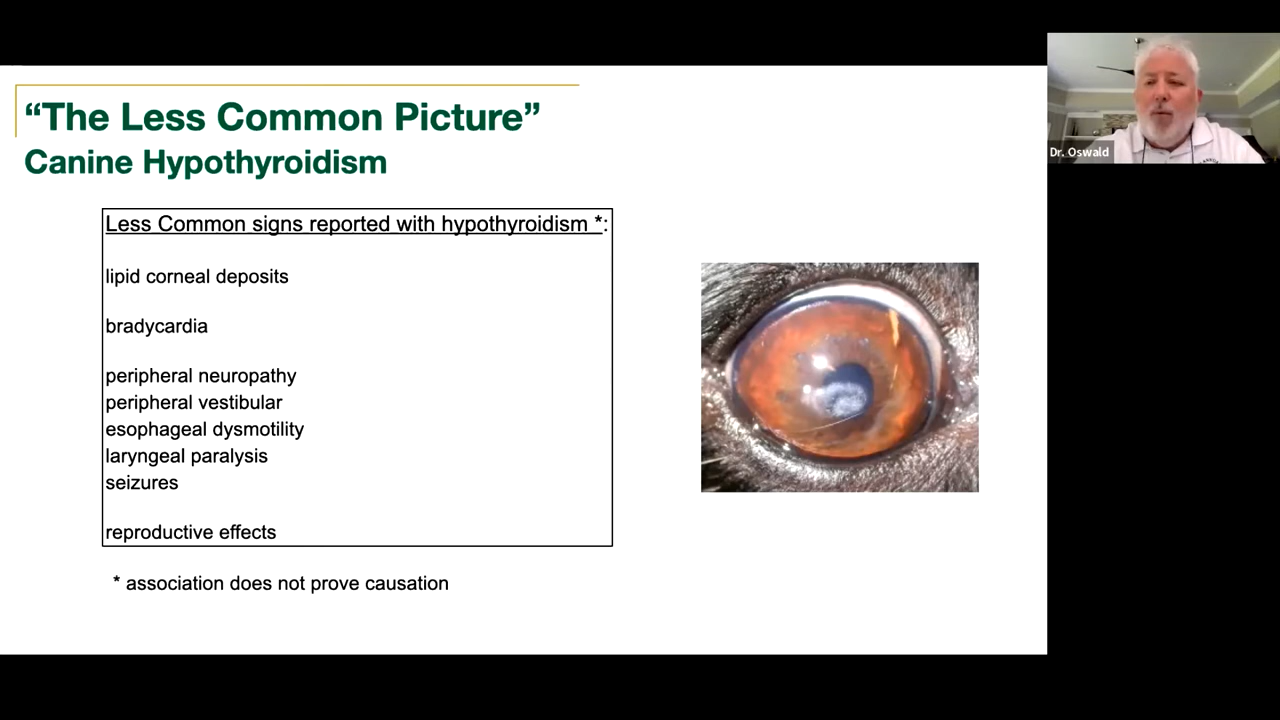 “The Less Common Picture”
Canine Hypothyroidism
Less Common signs reported with hypothyroidism *:
lipid corneal deposits
bradycardia
peripheral neuropathy
peripheral vestibular
esophageal dysmotility
laryngeal paralysis
seizures
reproductive effects
* association does not prove causation
Dr. Oswald